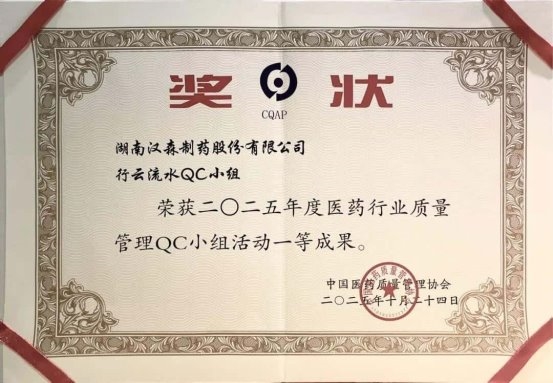 奖 状
CQAP
湖南汉森制药股份有限公司
行云流水QC小组
荣获二〇二五年度医药行业质量
管理QC小组活动一等成果。
中国医药质量管理协会
二〇二五年十月二十四日